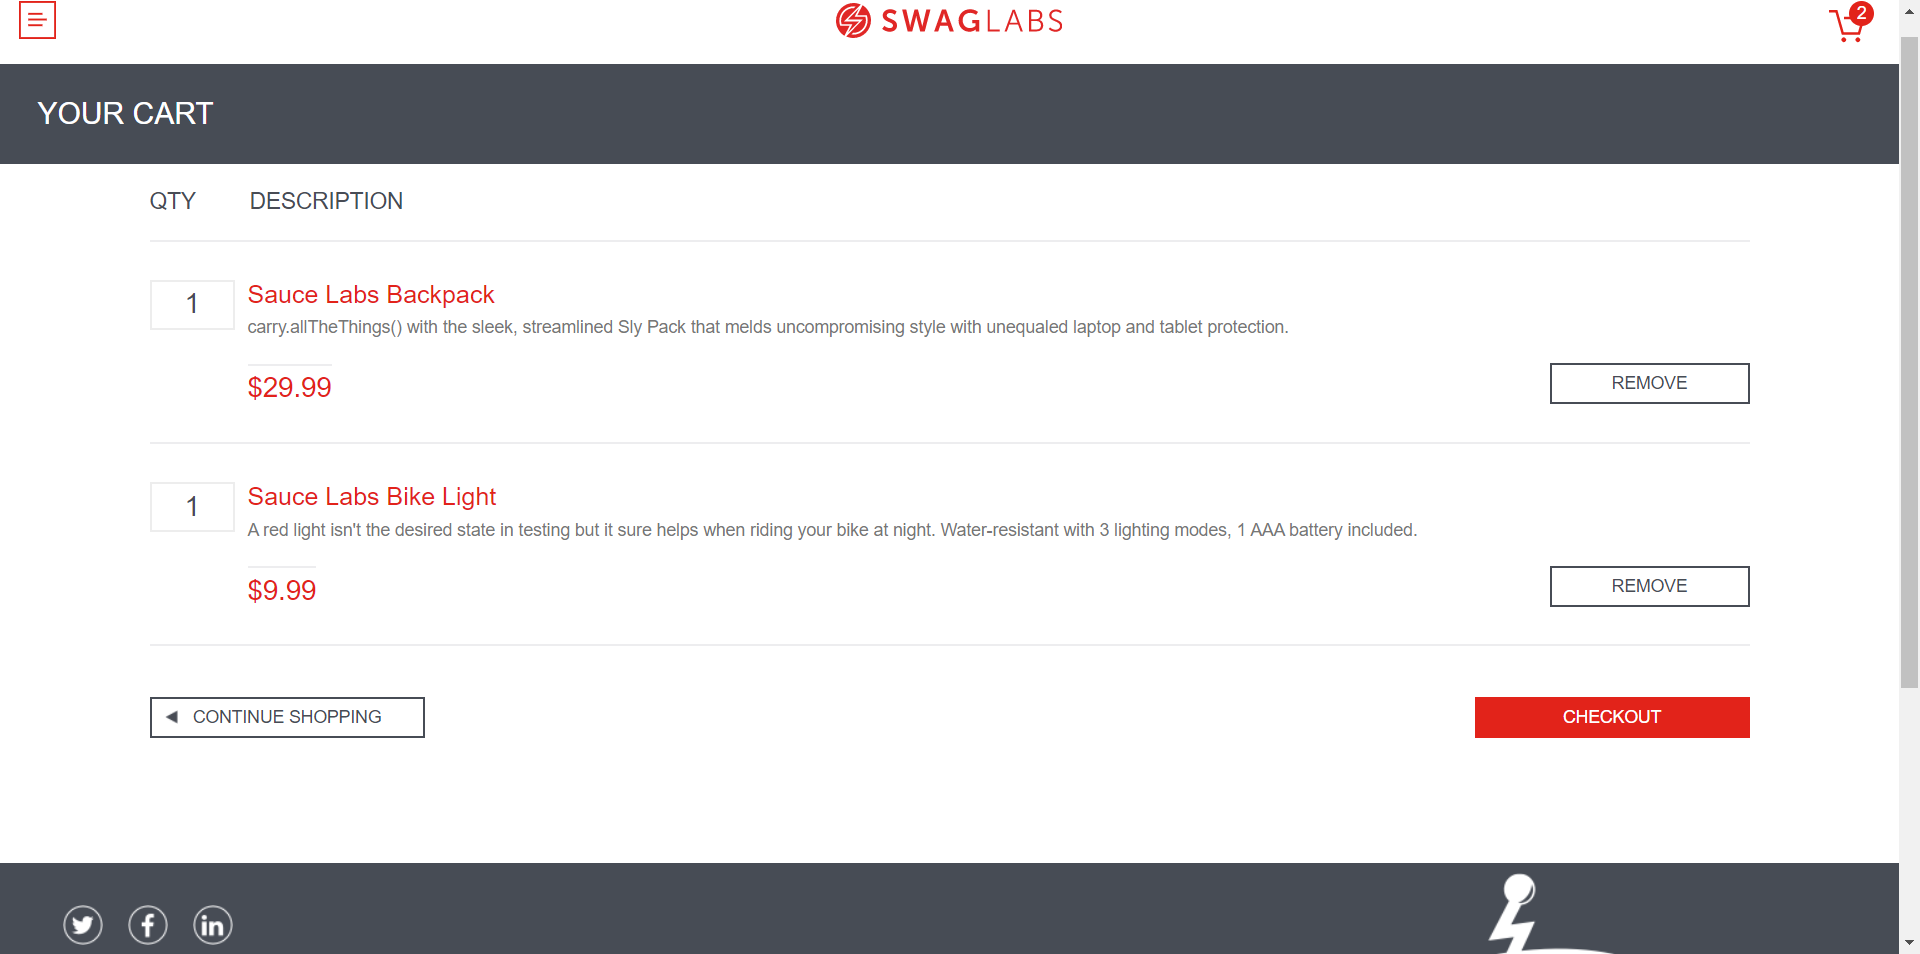 SWAGLABS
2
YOUR CART
QTY DESCRIPTION
1 Sauce Labs Backpack
carry.allTheThings() with the sleek, streamlined Sly Pack that melds uncompromising style with unequaled laptop and tablet protection.
$29.99 REMOVE
1 Sauce Labs Bike Light
A red light isn't the desired state in testing but it sure helps when riding your bike at night. Water-resistant with 3 lighting modes, 1 AAA battery included.
$9.99 REMOVE
CONTINUE SHOPPING CHECKOUT
f in